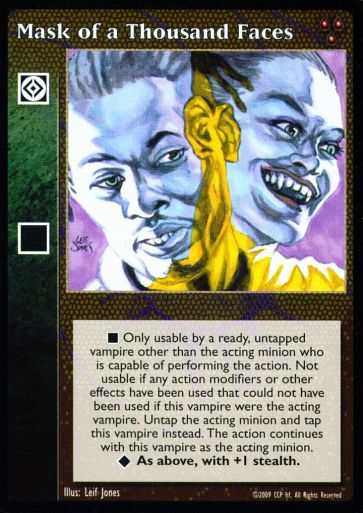 Mask of a Thousand Faces
LEIF
JONES
Only usable by a ready, untapped
vampire other than the acting minion who
is capable of performing the action. Not
usable if any action modifiers or other
effects have been used that could not have
been used if this vampire were the acting
vampire. Untap the acting minion and tap
this vampire instead. The action continues
with this vampire as the acting minion.
As above, with +1 stealth.
Illus: Leif Jones ©2009 CCP hf. All rights reserved